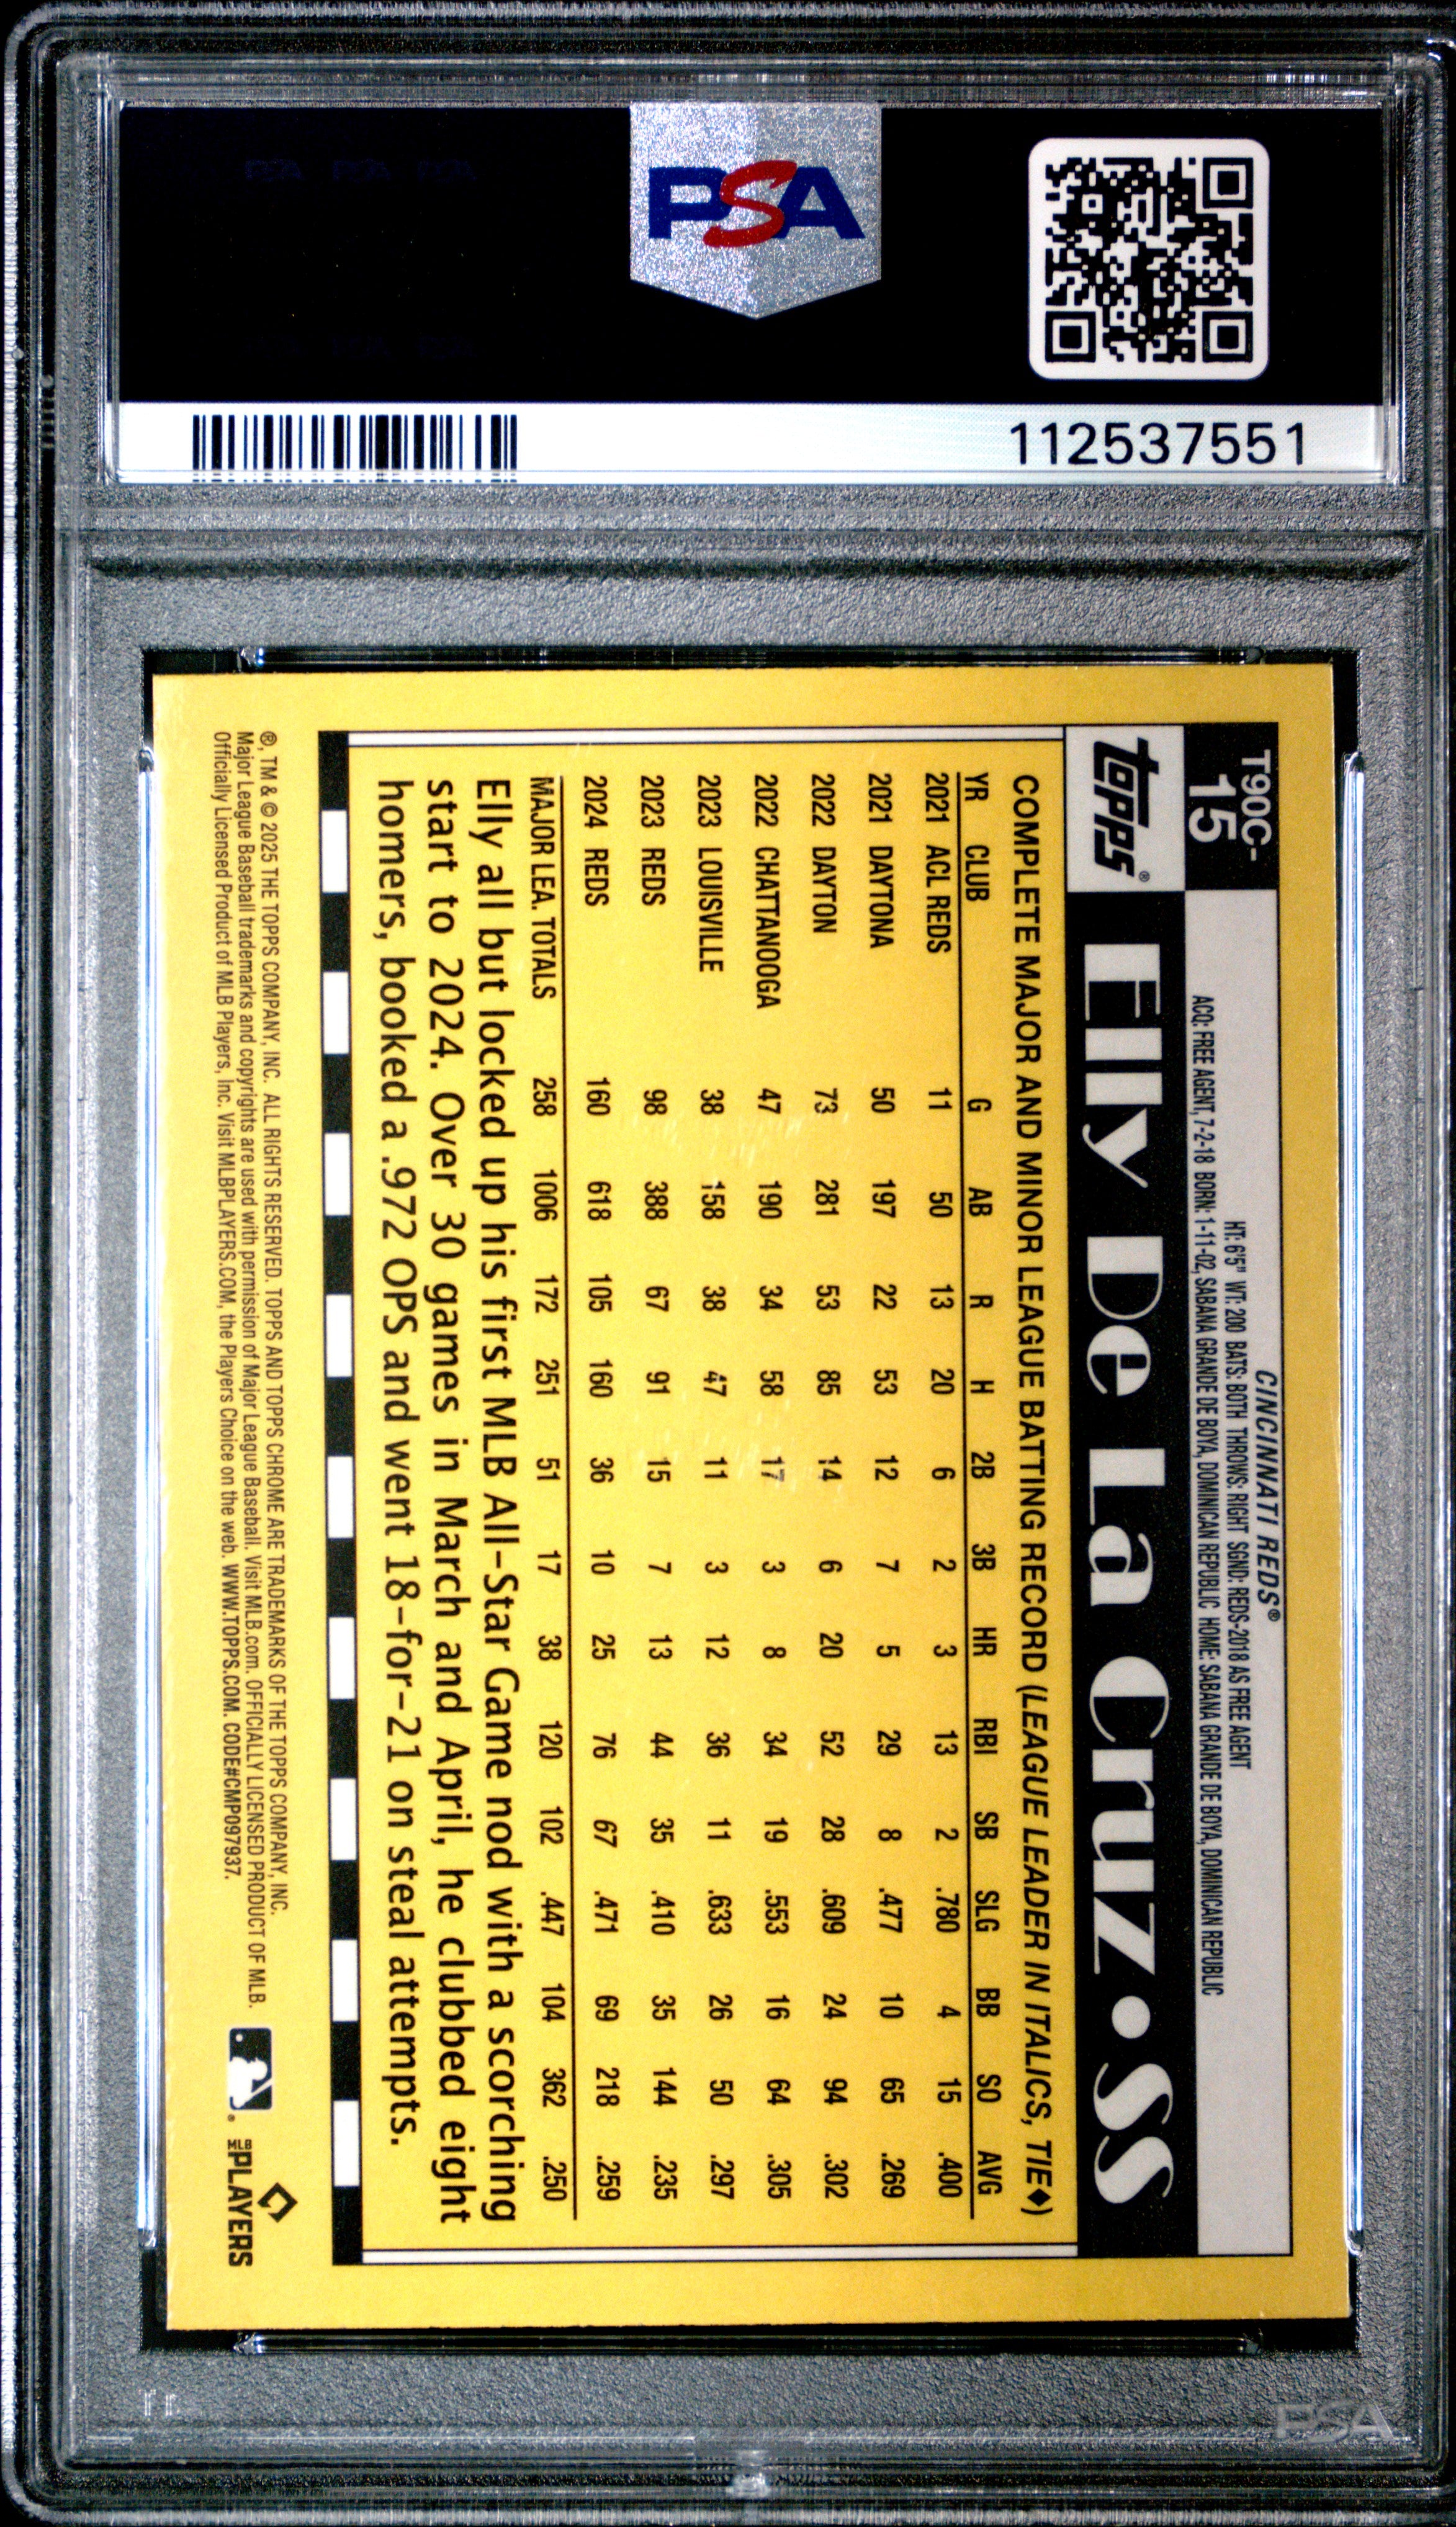 PSA
112537551
T90C-
15
CINCINNATI REDS®
HT: 6'5" WT: 200 BATS: BOTH THROWS: RIGHT SGND: REDS-2018 AS FREE AGENT
ACQ: FREE AGENT, 7-2-18 BORN: 1-11-02, SABANA GRANDE DE BOYA, DOMINICAN REPUBLIC HOME: SABANA GRANDE DE BOYA, DOMINICAN REPUBLIC
topps®
Elly De La Cruz • SS
COMPLETE MAJOR AND MINOR LEAGUE BATTING RECORD (LEAGUE LEADER IN ITALICS, TIE♦)
YR CLUB G AB R H 2B 3B HR RBI SB SLG BB SO AVG
2021 ACL REDS 11 50 13 20 6 2 3 13 2 .780 4 15 .400
2021 DAYTONA 50 197 22 53 12 7 5 29 8 .477 10 65 .269
2022 DAYTON 73 281 53 85 14 6 20 52 28 .609 24 94 .302
2022 CHATTANOOGA 47 190 34 58 17 3 8 34 19 .553 16 64 .305
2023 LOUISVILLE 38 158 38 47 11 3 12 36 11 .633 26 50 .297
2023 REDS 98 388 67 91 15 7 13 44 35 .410 35 144 .235
2024 REDS 160 618 105 160 36 10 25 76 67 .471 69 218 .259
MAJOR LEA. TOTALS 258 1006 172 251 51 17 38 120 102 .447 104 362 .250
Elly all but locked up his first MLB All-Star Game nod with a scorching
start to 2024. Over 30 games in March and April, he clubbed eight
homers, booked a .972 OPS and went 18-for-21 on steal attempts.
®, TM & © 2025 THE TOPPS COMPANY, INC. ALL RIGHTS RESERVED. TOPPS AND TOPPS CHROME ARE TRADEMARKS OF THE TOPPS COMPANY, INC.
Major League Baseball trademarks and copyrights are used with permission of Major League Baseball. Visit MLB.com. OFFICIALLY LICENSED PRODUCT OF MLB.
Officially Licensed Product of MLB Players, Inc. Visit MLBPLAYERS.COM, the Players Choice on the web. WWW.TOPPS.COM. CODE#CMP097937.
MLB PLAYERS
PSA